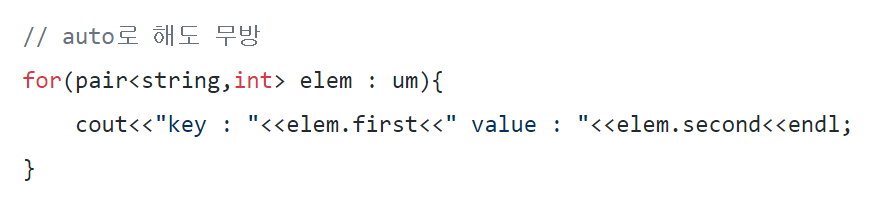 // auto로 해도 무방
for(pair<string,int> elem : um){
    cout<<"key : "<<elem.first<<" value : "<<elem.second<<endl;
}